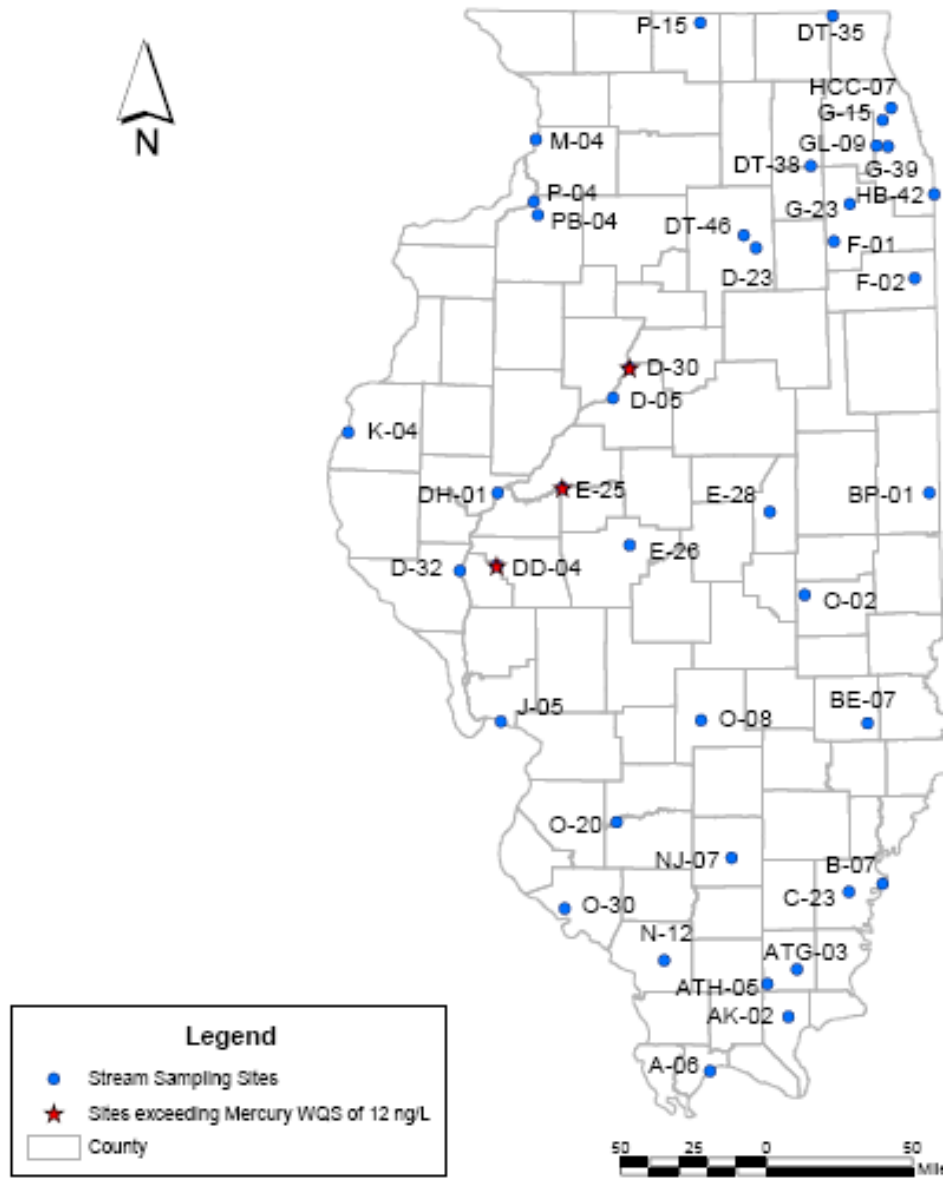 P-15
DT-35
HCC-07
G-15
N
M-04
GL-09
G-39
DT-38
HB-42
P-04
G-23
PB-04
DT-46
F-01
D-23
F-02
D-30
D-05
K-04
DH-01
E-25
E-28
BP-01
E-26
D-32
DD-04
O-02
J-05
O-08
BE-07
O-20
NJ-07
B-07
C-23
O-30
N-12
ATG-03
ATH-05
AK-02
A-06
Legend
Stream Sampling Sites
Sites exceeding Mercury WQS of 12 ng/L
County
50 25 0 50
Mile